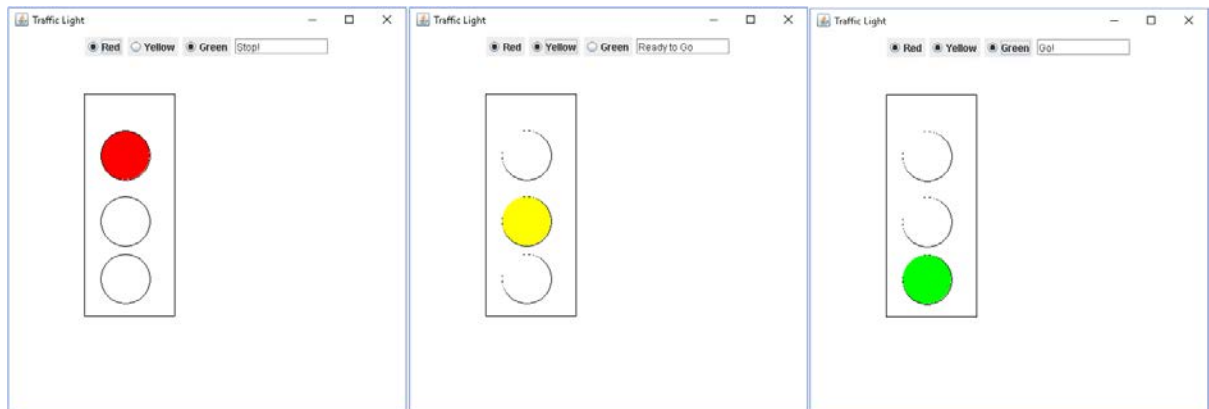 Traffic Light
Red Yellow Green Stop!
Traffic Light
Red Yellow Green Ready to Go
Traffic Light
Red Yellow Green Go!